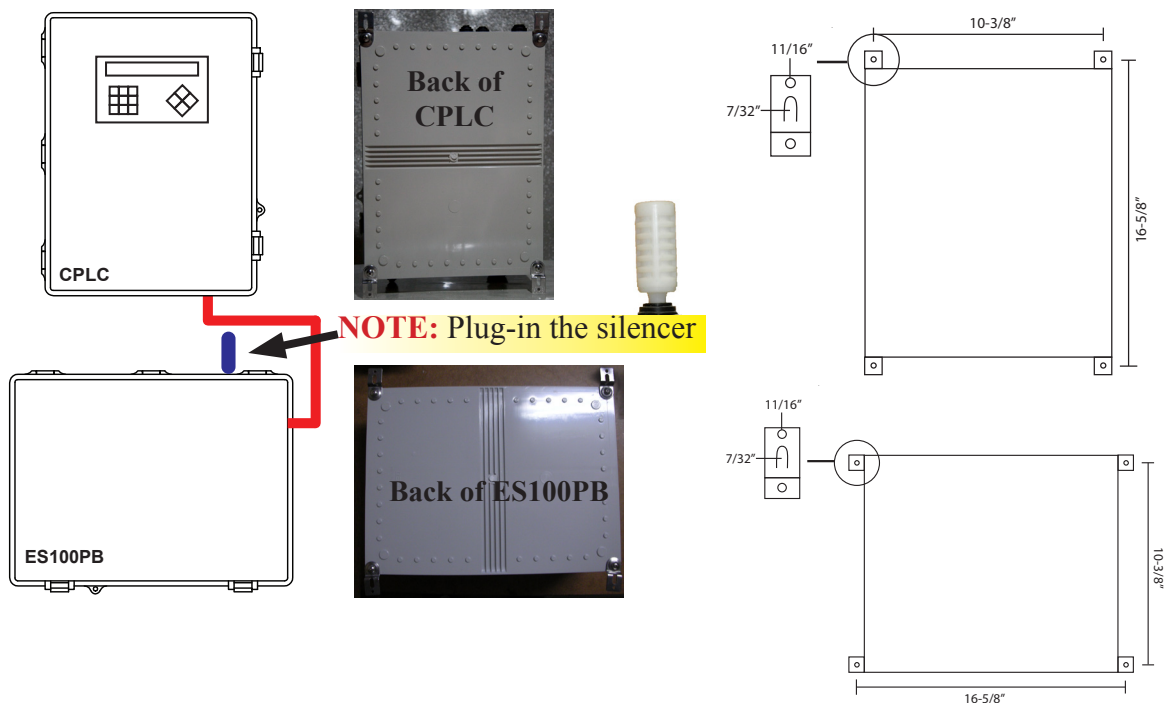 CPLC
Back of
CPLC
NOTE: Plug-in the silencer
ES100PB
Back of ES100PB
10-3/8"
11/16"
7/32"
16-5/8"
11/16"
7/32"
10-3/8"
16-5/8"